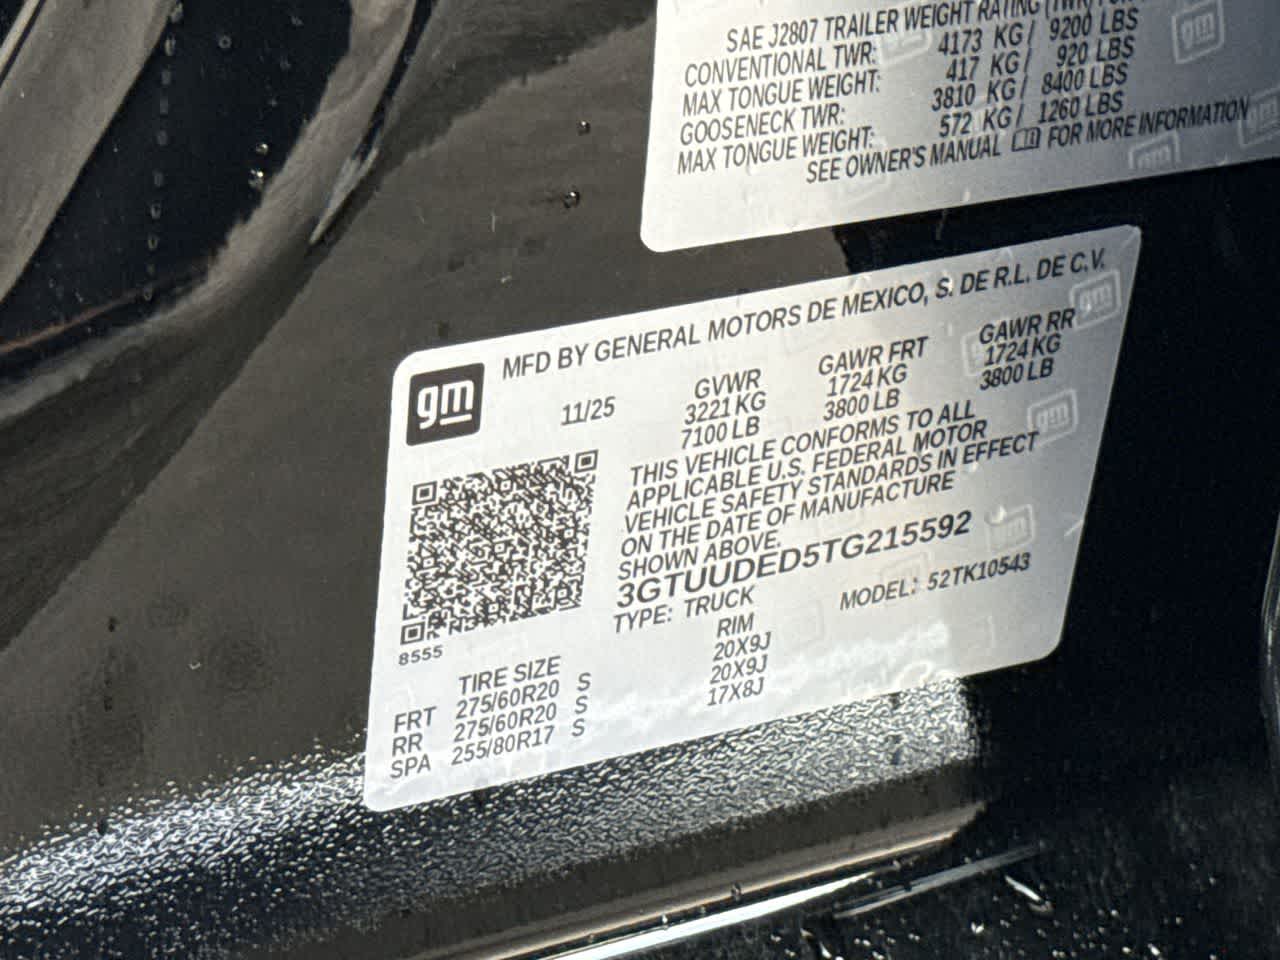 SAE J2807 TRAILER WEIGHT RATING (TWR)
CONVENTIONAL TWR: 4173 KG/ 9200 LBS
MAX TONGUE WEIGHT: 417 KG/ 920 LBS
GOOSENECK TWR: 3810 KG/ 8400 LBS
MAX TONGUE WEIGHT: 572 KG/ 1260 LBS
SEE OWNER'S MANUAL FOR MORE INFORMATION
gm
MFD BY GENERAL MOTORS DE MEXICO, S. DE R.L. DE C.V.
11/25 GVWR GAWR FRT GAWR RR
3221 KG 1724 KG 1724 KG
7100 LB 3800 LB 3800 LB
THIS VEHICLE CONFORMS TO ALL
APPLICABLE U.S. FEDERAL MOTOR
VEHICLE SAFETY STANDARDS IN EFFECT
ON THE DATE OF MANUFACTURE
SHOWN ABOVE.
3GTUUDED5TG215592
TYPE: TRUCK MODEL: 52TK10543
8555
TIRE SIZE RIM
FRT 275/60R20 S 20X9J
RR 275/60R20 S 20X9J
SPA 255/80R17 S 17X8J